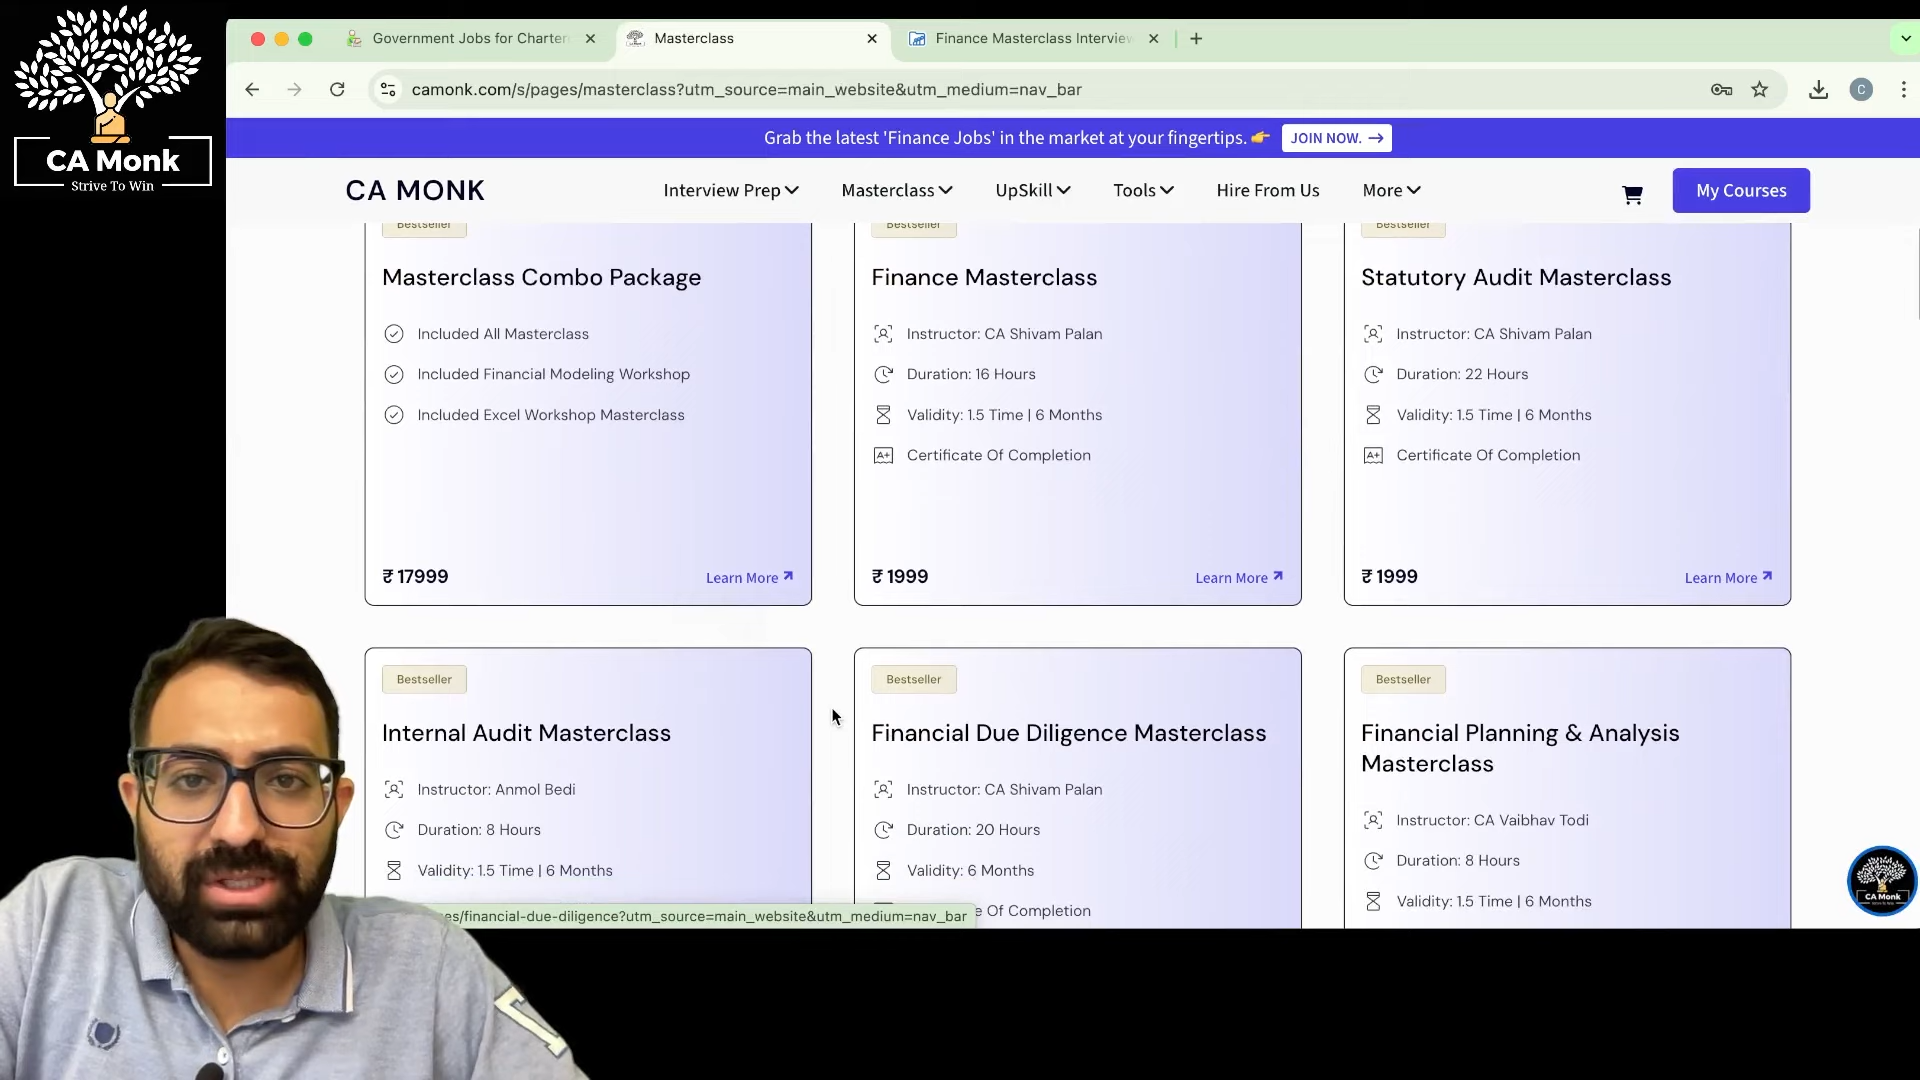 CA Monk
Strive To Win
Government Jobs for Charter
Masterclass
Finance Masterclass Interview
camonk.com/s/pages/masterclass?utm_source=main_website&utm_medium=nav_bar
C
Grab the latest 'Finance Jobs' in the market at your fingertips. 👉 JOIN NOW. →
CA MONK
Interview Prep
Masterclass
UpSkill
Tools
Hire From Us
More
My Courses
Bestseller
Masterclass Combo Package
Included All Masterclass
Included Financial Modeling Workshop
Included Excel Workshop Masterclass
₹ 17999
Learn More
Bestseller
Finance Masterclass
Instructor: CA Shivam Palan
Duration: 16 Hours
Validity: 1.5 Time | 6 Months
A+ Certificate Of Completion
₹ 1999
Learn More
Bestseller
Statutory Audit Masterclass
Instructor: CA Shivam Palan
Duration: 22 Hours
Validity: 1.5 Time | 6 Months
A+ Certificate Of Completion
₹ 1999
Learn More
Bestseller
Internal Audit Masterclass
Instructor: Anmol Bedi
Duration: 8 Hours
Validity: 1.5 Time | 6 Months
Bestseller
Financial Due Diligence Masterclass
Instructor: CA Shivam Palan
Duration: 20 Hours
Validity: 6 Months
e Of Completion
Bestseller
Financial Planning & Analysis
Masterclass
Instructor: CA Vaibhav Todi
Duration: 8 Hours
Validity: 1.5 Time | 6 Months
es/financial-due-diligence?utm_source=main_website&utm_medium=nav_bar
CA Monk